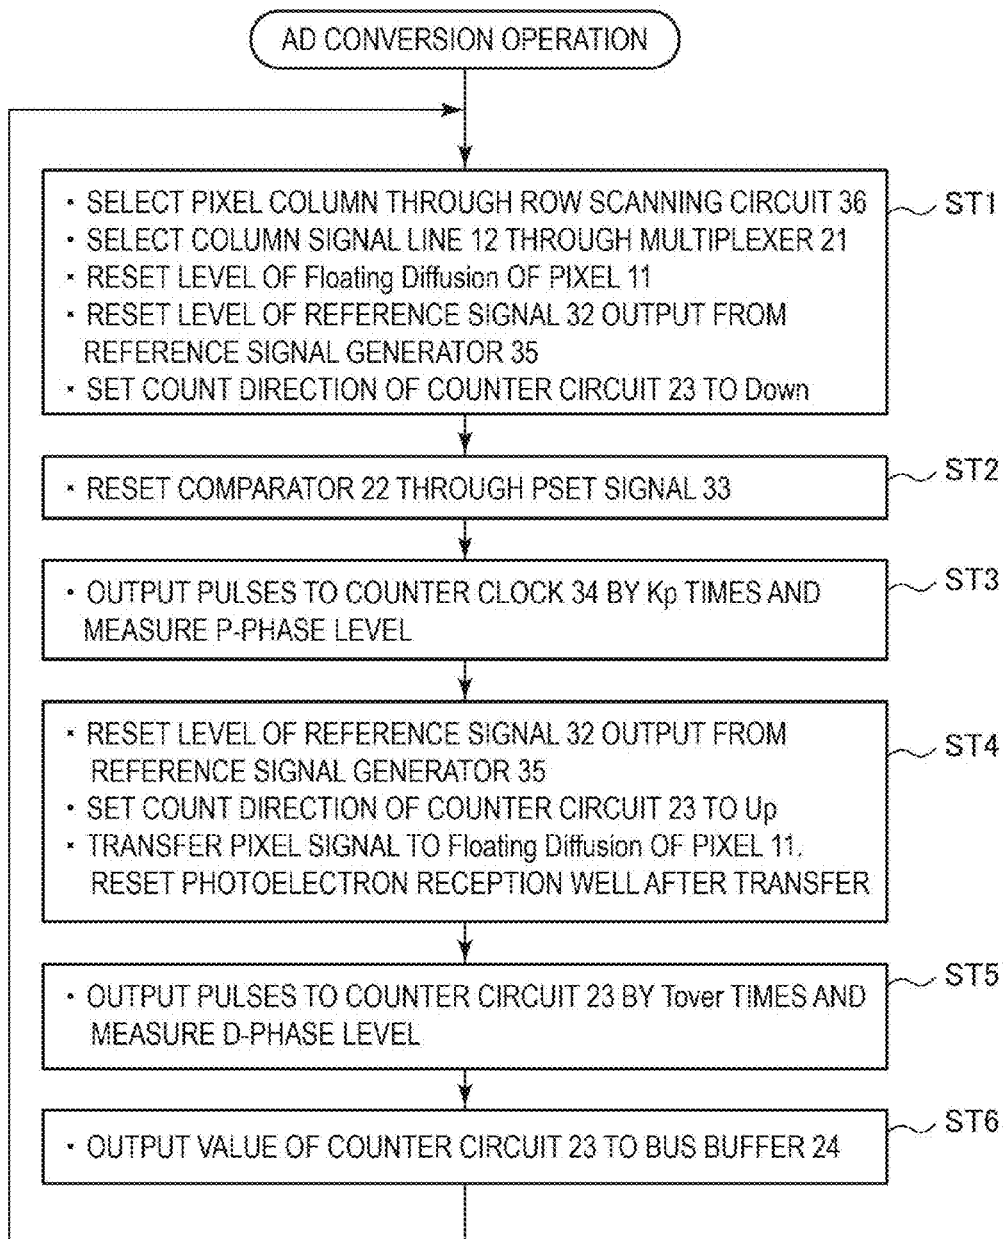 AD CONVERSION OPERATION
• SELECT PIXEL COLUMN THROUGH ROW SCANNING CIRCUIT 36
• SELECT COLUMN SIGNAL LINE 12 THROUGH MULTIPLEXER 21
• RESET LEVEL OF Floating Diffusion OF PIXEL 11
• RESET LEVEL OF REFERENCE SIGNAL 32 OUTPUT FROM
REFERENCE SIGNAL GENERATOR 35
• SET COUNT DIRECTION OF COUNTER CIRCUIT 23 TO Down
ST1
• RESET COMPARATOR 22 THROUGH PSET SIGNAL 33
ST2
• OUTPUT PULSES TO COUNTER CLOCK 34 BY Kp TIMES AND
MEASURE P-PHASE LEVEL
ST3
• RESET LEVEL OF REFERENCE SIGNAL 32 OUTPUT FROM
REFERENCE SIGNAL GENERATOR 35
• SET COUNT DIRECTION OF COUNTER CIRCUIT 23 TO Up
• TRANSFER PIXEL SIGNAL TO Floating Diffusion OF PIXEL 11.
RESET PHOTOELECTRON RECEPTION WELL AFTER TRANSFER
ST4
• OUTPUT PULSES TO COUNTER CIRCUIT 23 BY Tover TIMES AND
MEASURE D-PHASE LEVEL
ST5
• OUTPUT VALUE OF COUNTER CIRCUIT 23 TO BUS BUFFER 24
ST6